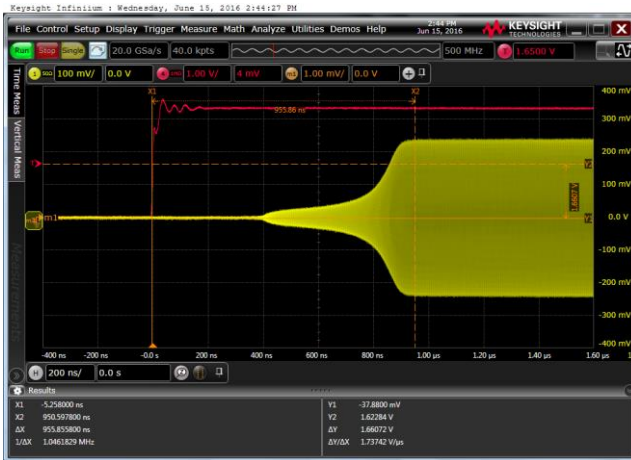 Keysight Infiniium : Wednesday, June 15, 2016 2:44:27 PM
File Control Setup Display Trigger Measure Math Analyze Utilities Demos Help
2:44 PM
Jun 15, 2016
KEYSIGHT
TECHNOLOGIES
Run Stop Single 20.0 GSa/s 40.0 kpts 500 MHz 1.6500 V
1 100 mV/ 0.0 V 1.00 V/ 4 mV m1 1.00 mV/ 0.0 V
Time Meas
Vertical Meas
Measurements
X1 X2
400 mV
955.86 ns
300 mV
200 mV
100 mV
m1
0.0 V
-100 mV
-200 mV
-300 mV
-400 mV
-400 ns -200 ns -0.0 s 200 ns 400 ns 600 ns 800 ns 1.00 µs 1.20 µs 1.40 µs 1.60 µs
H 200 ns/ 0.0 s
Results
X1 -5.258000 ns
X2 950.597800 ns
ΔX 955.855800 ns
1/ΔX 1.0461829 MHz
Y1 -37.8800 mV
Y2 1.62284 V
ΔY 1.66072 V
ΔY/ΔX 1.73742 V/µs